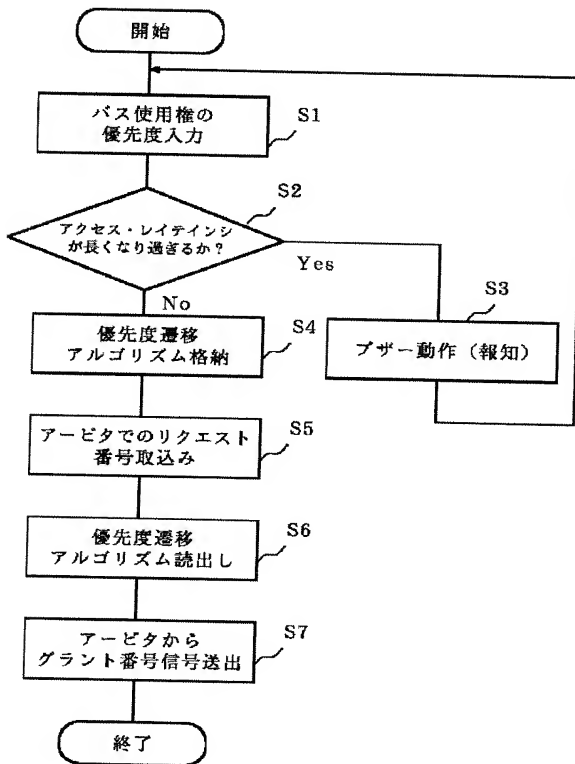 開始
バス使用権の
優先度入力
S1
アクセス・レイテインシ
が長くなり過ぎるか？
S2
Yes
No
S3
ブザー動作（報知）
優先度遷移
アルゴリズム格納
S4
アービタでのリクエスト
番号取込み
S5
優先度遷移
アルゴリズム読出し
S6
アービタから
グラント番号信号送出
S7
終了